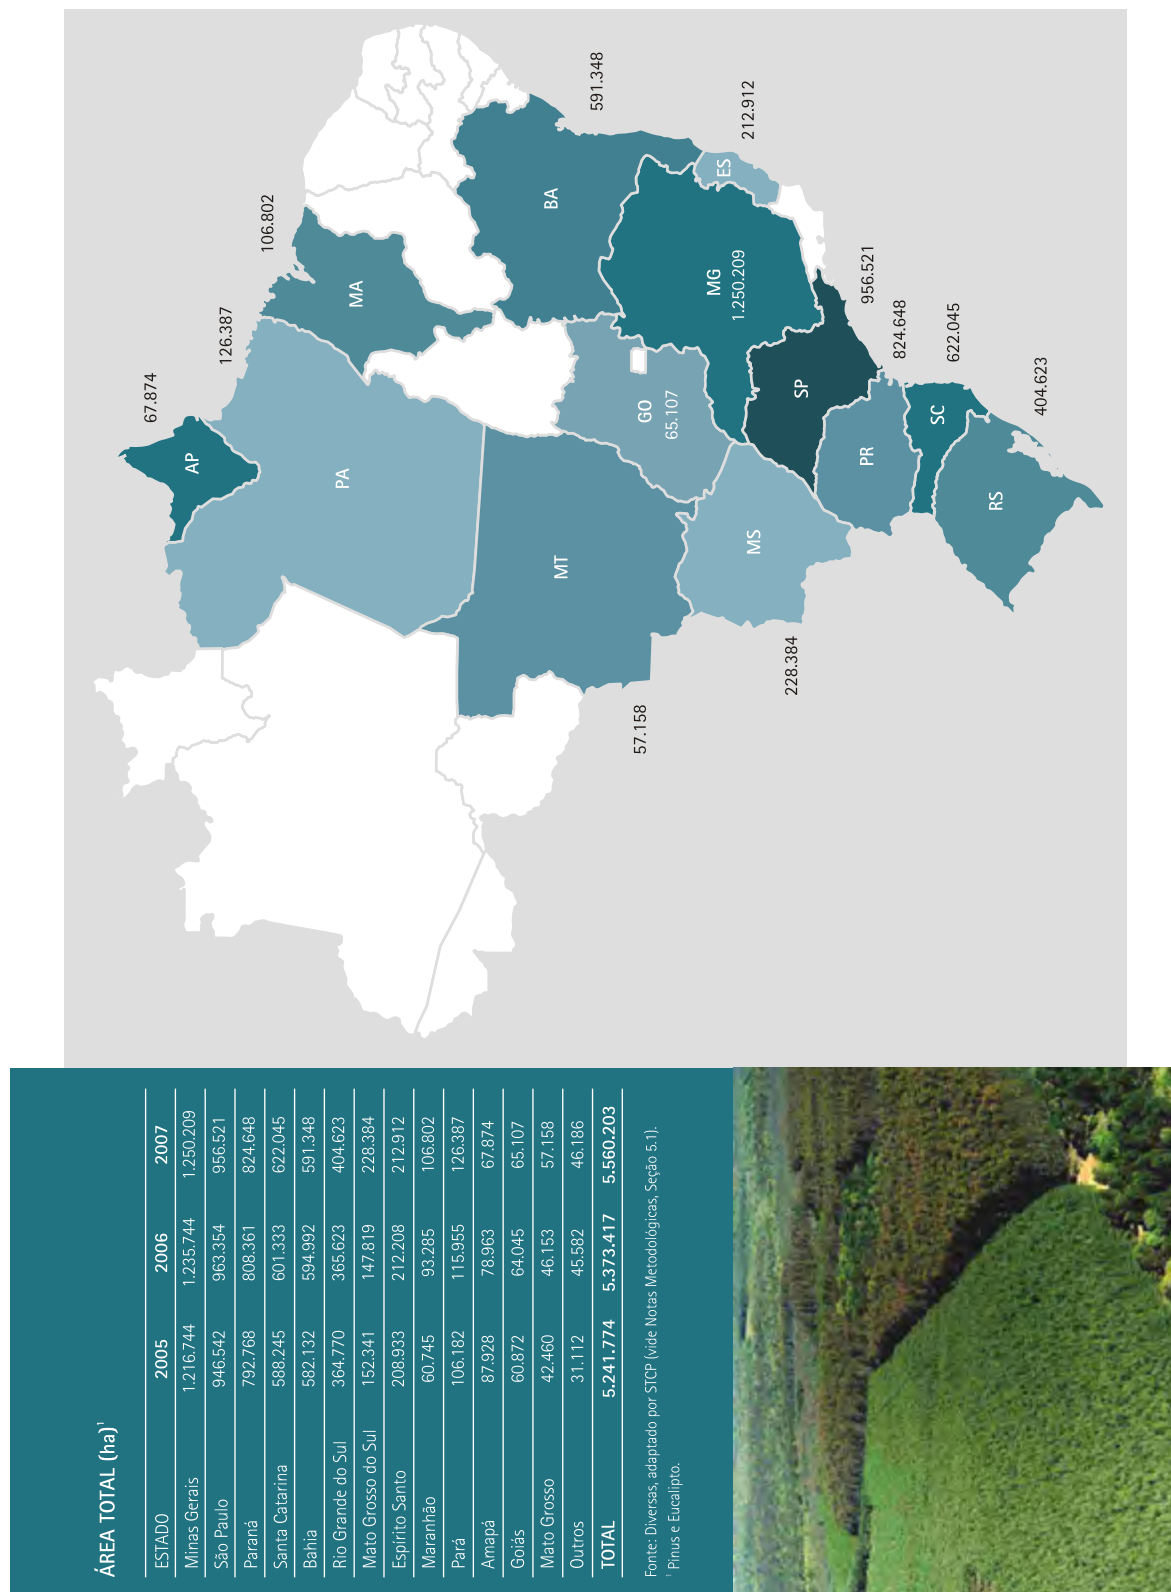 ÁREA TOTAL (ha)¹
ESTADO 2005 2006 2007
Minas Gerais 1.216.744 1.235.744 1.250.209
São Paulo 946.542 963.354 956.521
Paraná 792.768 808.361 824.648
Santa Catarina 588.245 601.333 622.045
Bahia 582.132 594.992 591.348
Rio Grande do Sul 364.770 365.623 404.623
Mato Grosso do Sul 152.341 147.819 228.384
Espírito Santo 208.933 212.208 212.912
Maranhão 60.745 93.285 106.802
Pará 106.182 115.955 126.387
Amapá 87.928 78.963 67.874
Goiás 60.872 64.045 65.107
Mato Grosso 42.460 46.153 57.158
Outros 31.112 45.582 46.186
TOTAL 5.241.774 5.373.417 5.560.203
Fonte: Diversas, adaptado por STCP (vide Notas Metodológicas, Seção 5.1).
¹ Pinus e Eucalipto.
67.874
AP
126.387
106.802
PA
MA
BA
591.348
MT
57.158
GO
65.107
MG
1.250.209
ES
212.912
MS
228.384
SP
956.521
PR
824.648
SC
622.045
RS
404.623